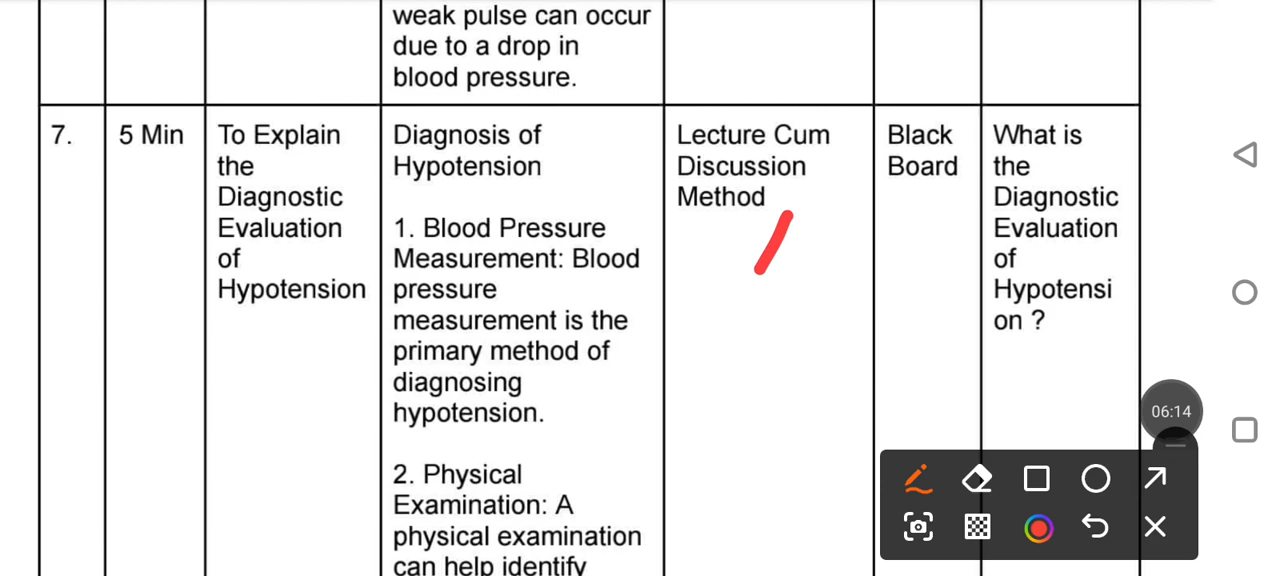 weak pulse can occur
due to a drop in
blood pressure.
7.
5 Min
To Explain
the
Diagnostic
Evaluation
of
Hypotension
Diagnosis of
Hypotension
1. Blood Pressure
Measurement: Blood
pressure
measurement is the
primary method of
diagnosing
hypotension.
2. Physical
Examination: A
physical examination
can help identify
Lecture Cum
Discussion
Method
Black
Board
What is
the
Diagnostic
Evaluation
of
Hypotensi
on ?
06:14